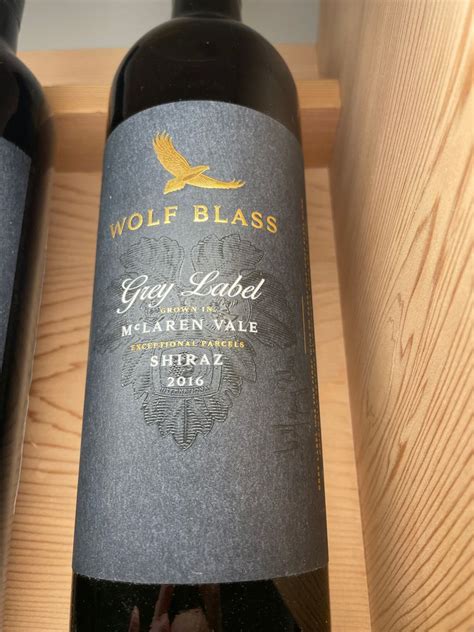 WOLF BLASS
Grey Label
GROWN IN
McLAREN VALE
EXCEPTIONAL PARCELS
SHIRAZ
2016